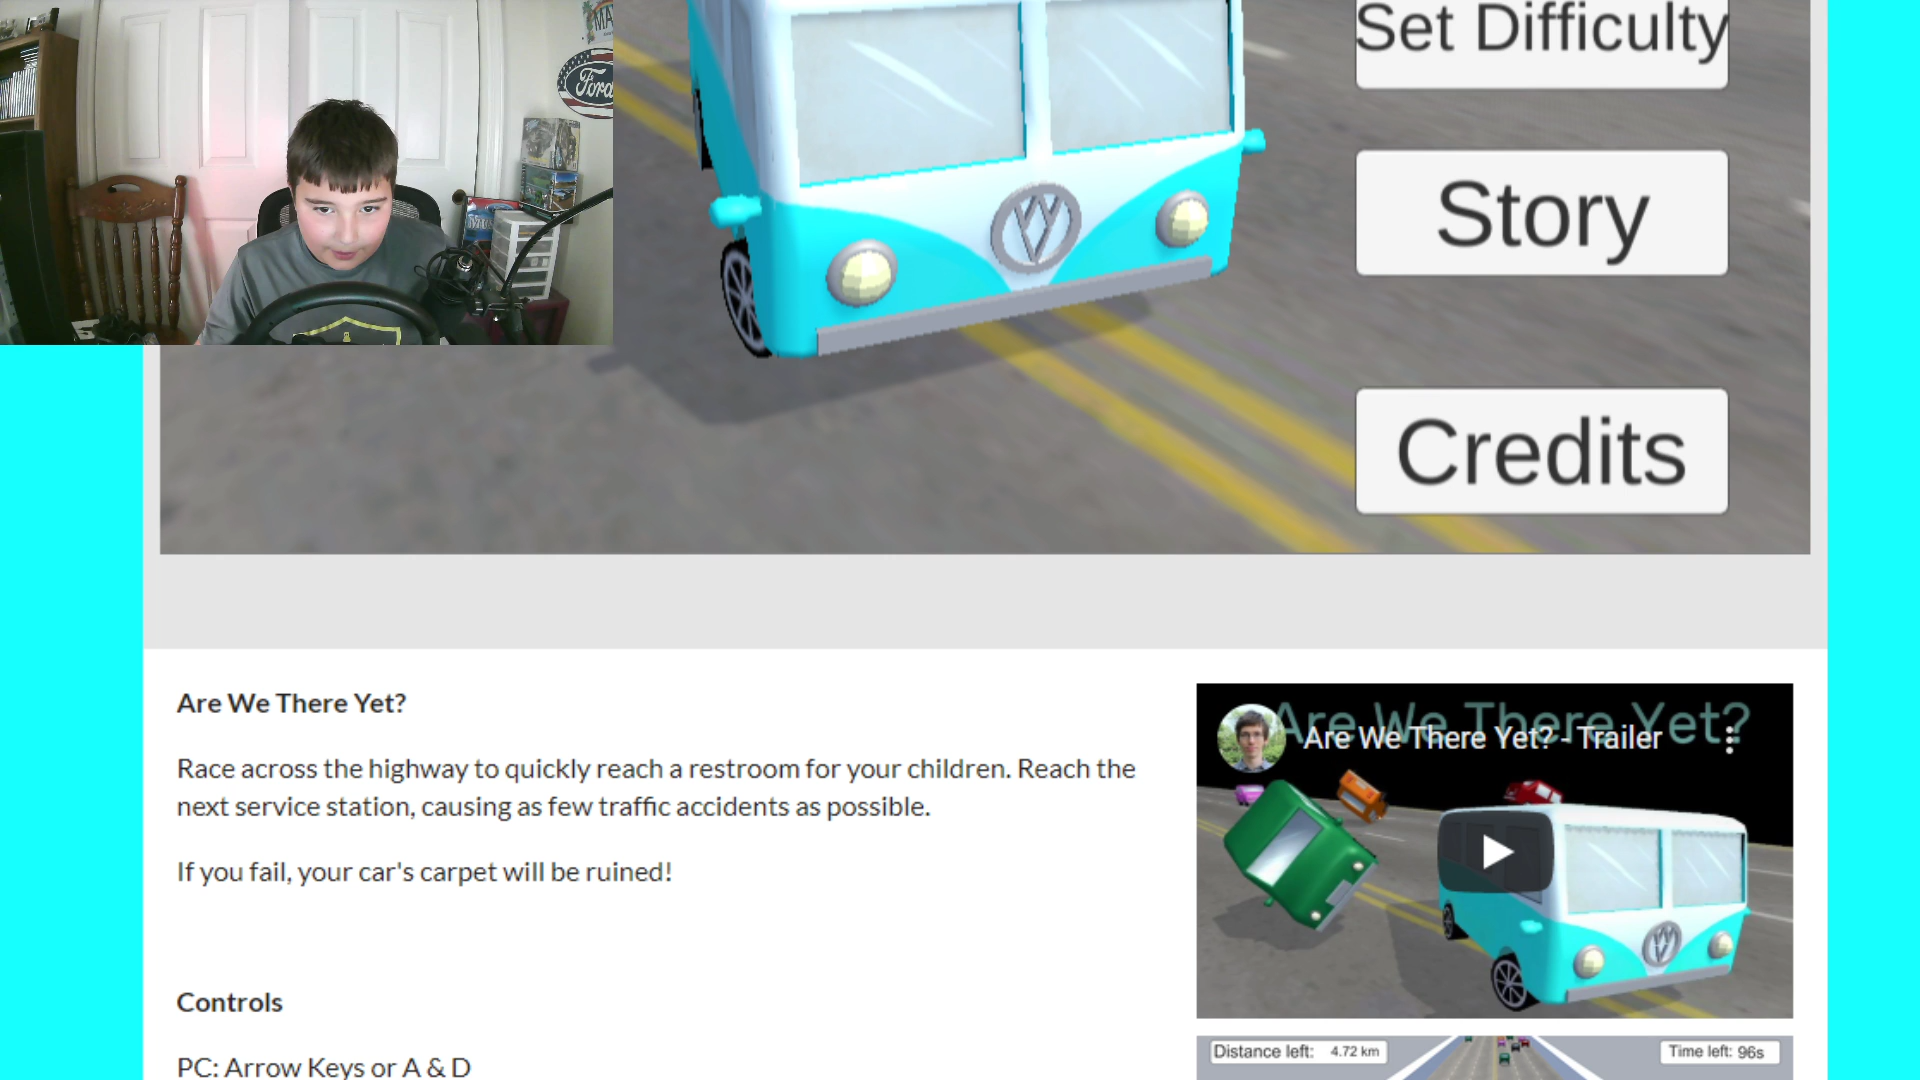 MA
Ford
Set Difficulty
Story
Credits
Are We There Yet?
Race across the highway to quickly reach a restroom for your children. Reach the
next service station, causing as few traffic accidents as possible.
If you fail, your car's carpet will be ruined!
Controls
PC: Arrow Keys or A & D
Are We There Yet?
Are We There Yet? - Trailer
Distance left: 4.72 km
Time left: 96s